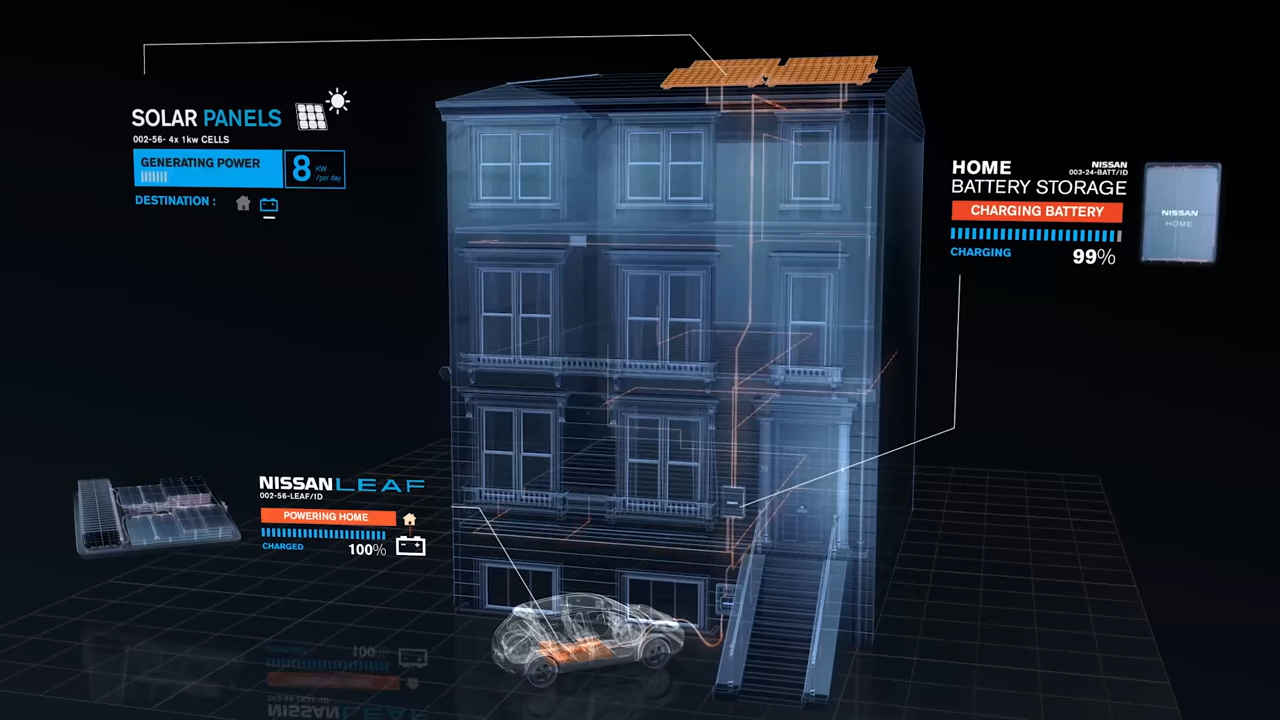 SOLAR PANELS
002-56- 4x 1kw CELLS
GENERATING POWER
8 KW /per day
DESTINATION :
HOME
NISSAN
003-24-BATT/ID
BATTERY STORAGE
CHARGING BATTERY
CHARGING
99%
NISSAN
HOME
NISSAN LEAF
002-56-LEAF/ID
POWERING HOME
CHARGED
100%